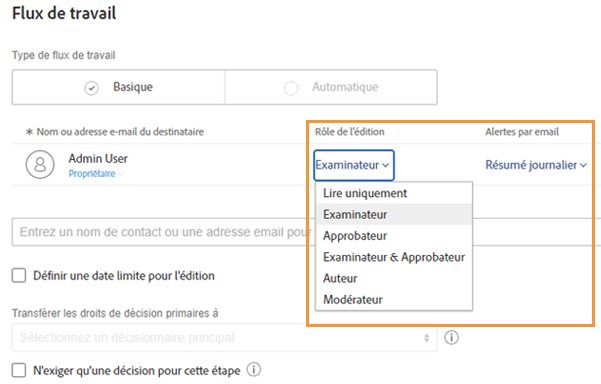 Flux de travail
Type de flux de travail
Basique
Automatique
* Nom ou adresse e-mail du destinataire
Rôle de l'édition
Alertes par email
Admin User
Propriétaire
Examinateur
Résumé journalier
Lire uniquement
Examinateur
Approbateur
Examinateur & Approbateur
Auteur
Modérateur
Entrez un nom de contact ou une adresse email pour
Définir une date limite pour l'édition
Transférer les droits de décision primaires à
Sélectionnez un décisionnaire principal
N'exiger qu'une décision pour cette étape